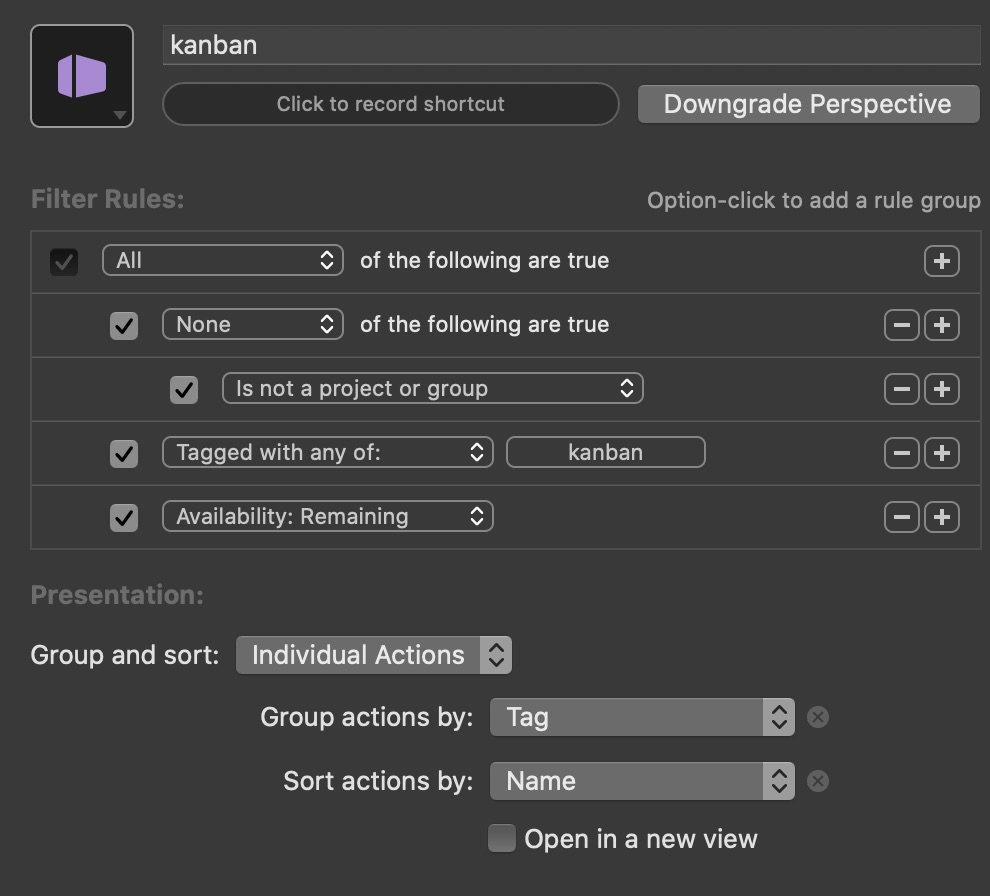 kanban
Click to record shortcut Downgrade Perspective
Filter Rules: Option-click to add a rule group
All of the following are true
None of the following are true
Is not a project or group
Tagged with any of: kanban
Availability: Remaining
Presentation:
Group and sort: Individual Actions
Group actions by: Tag
Sort actions by: Name
Open in a new view